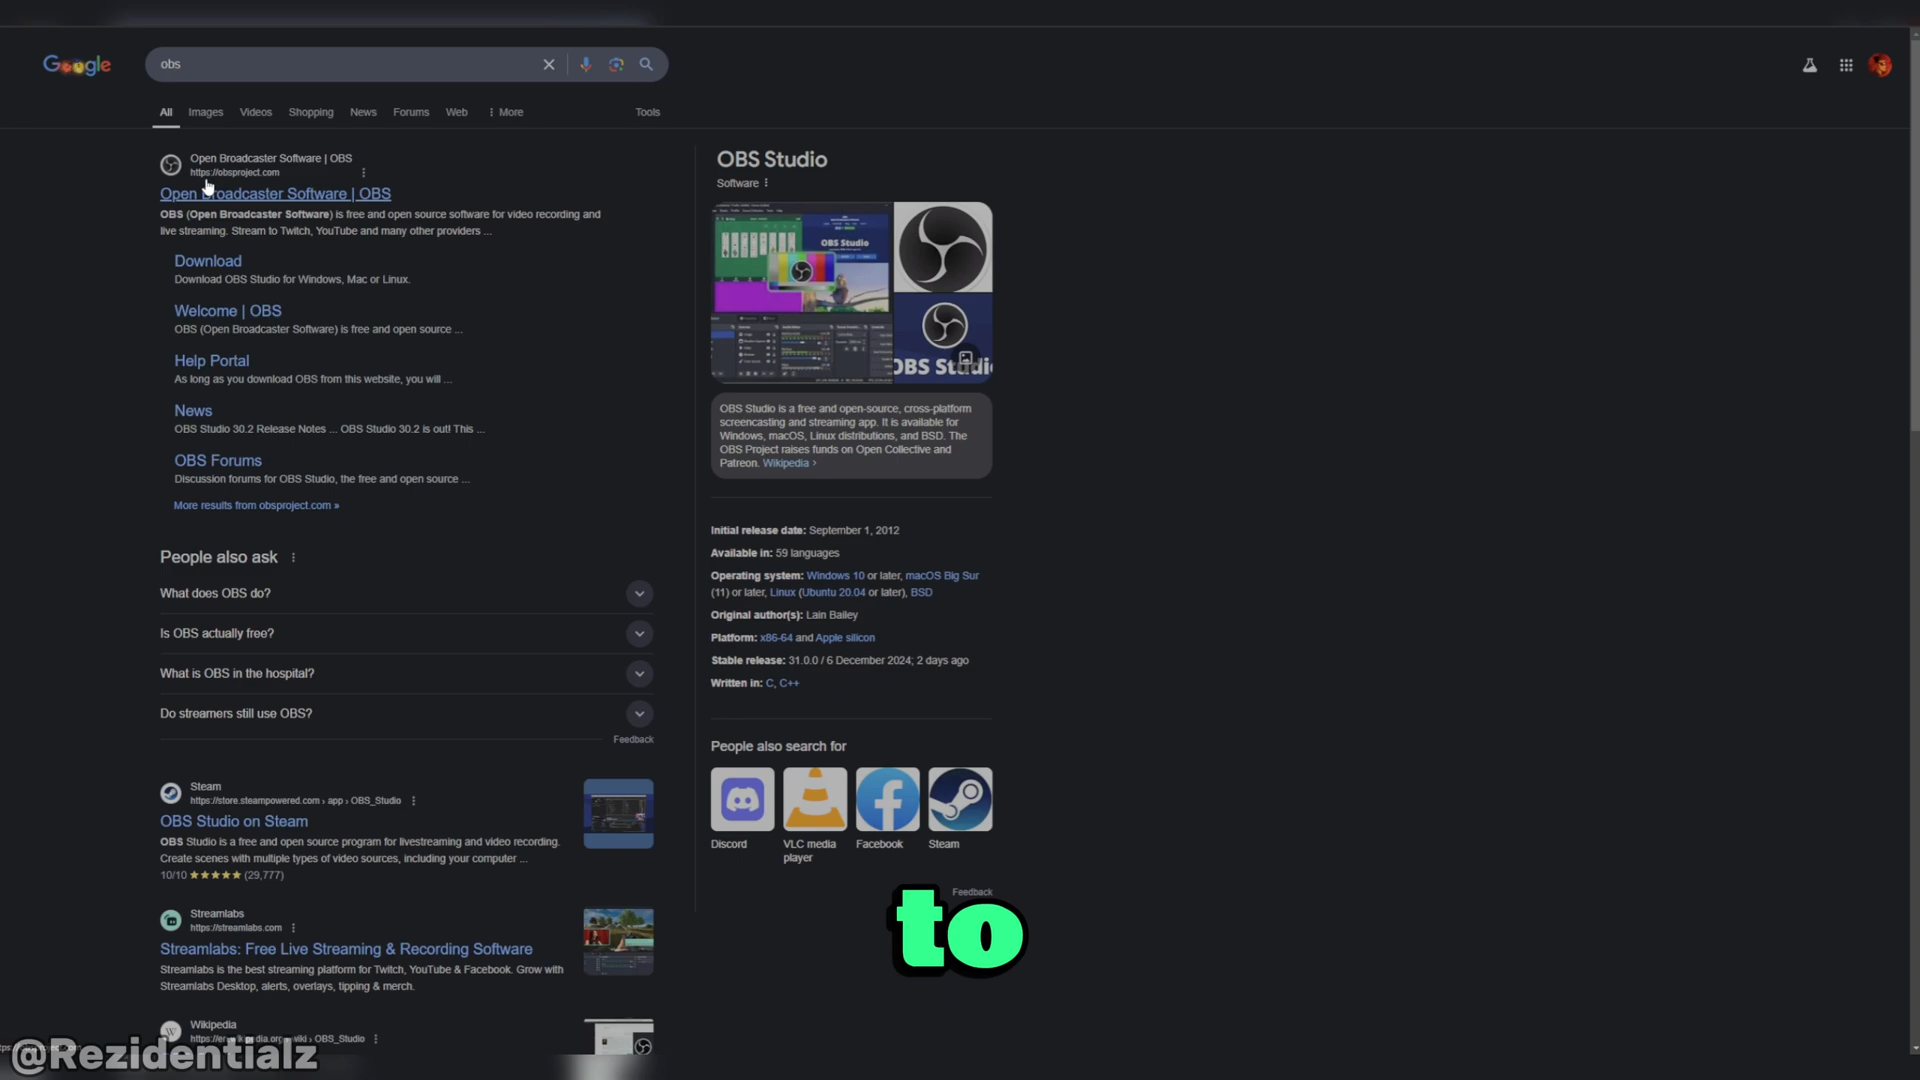 Google
obs
All
Images
Videos
Shopping
News
Forums
Web
More
Tools
Open Broadcaster Software | OBS
https://obsproject.com
Open Broadcaster Software | OBS
OBS (Open Broadcaster Software) is free and open source software for video recording and
live streaming. Stream to Twitch, YouTube and many other providers ...
Download
Download OBS Studio for Windows, Mac or Linux.
Welcome | OBS
OBS (Open Broadcaster Software) is free and open source ...
Help Portal
As long as you download OBS from this website, you will ...
News
OBS Studio 30.2 Release Notes ... OBS Studio 30.2 is out! This ...
OBS Forums
Discussion forums for OBS Studio, the free and open source ...
More results from obsproject.com »
People also ask
What does OBS do?
Is OBS actually free?
What is OBS in the hospital?
Do streamers still use OBS?
Feedback
Steam
https://store.steampowered.com › app › OBS_Studio
OBS Studio on Steam
OBS Studio is a free and open source program for livestreaming and video recording.
Create scenes with multiple types of video sources, including your computer ...
10/10 ★★★★★ (29,777)
Streamlabs
https://streamlabs.com
Streamlabs: Free Live Streaming & Recording Software
Streamlabs is the best streaming platform for Twitch, YouTube & Facebook. Grow with
Streamlabs Desktop, alerts, overlays, tipping & merch.
Wikipedia
https://en.wikipedia.org › wiki › OBS_Studio
@Rezidentialz
OBS Studio
Software
OBS Studio
OBS Studi
OBS Studio is a free and open-source, cross-platform
screencasting and streaming app. It is available for
Windows, macOS, Linux distributions, and BSD. The
OBS Project raises funds on Open Collective and
Patreon. Wikipedia ›
Initial release date: September 1, 2012
Available in: 59 languages
Operating system: Windows 10 or later, macOS Big Sur
(11) or later, Linux (Ubuntu 20.04 or later), BSD
Original author(s): Lain Bailey
Platform: x86-64 and Apple silicon
Stable release: 31.0.0 / 6 December 2024; 2 days ago
Written in: C, C++
People also search for
Discord
VLC media
player
Facebook
Steam
Feedback
to